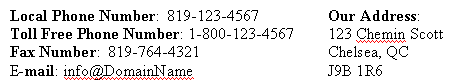 Local Phone Number: 819-123-4567
Toll Free Phone Number: 1-800-123-4567
Fax Number: 819-764-4321
E-mail: info@DomainName
Our Address:
123 Chemin Scott
Chelsea, QC
J9B 1R6